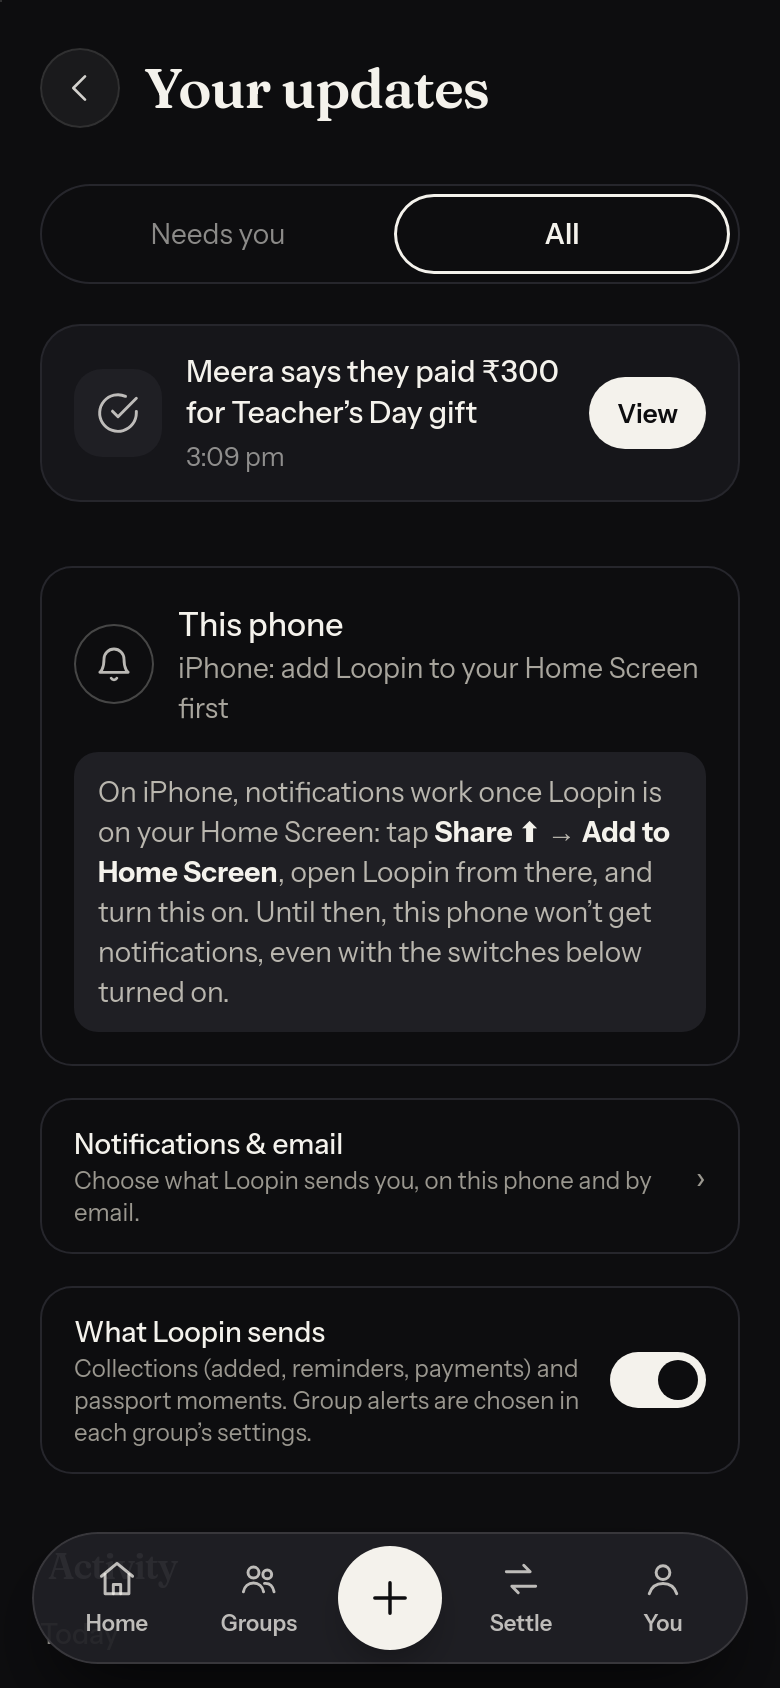 Your updates
Needs you
All
Meera says they paid ₹300
for Teacher’s Day gift
3:09 pm
View
This phone
iPhone: add Loopin to your Home Screen
first
On iPhone, notifications work once Loopin is
on your Home Screen: tap Share ⬆ → Add to
Home Screen, open Loopin from there, and
turn this on. Until then, this phone won’t get
notifications, even with the switches below
turned on.
Notifications & email
Choose what Loopin sends you, on this phone and by
email.
›
What Loopin sends
Collections (added, reminders, payments) and
passport moments. Group alerts are chosen in
each group’s settings.
Activity
Today
Home
Groups
Settle
You